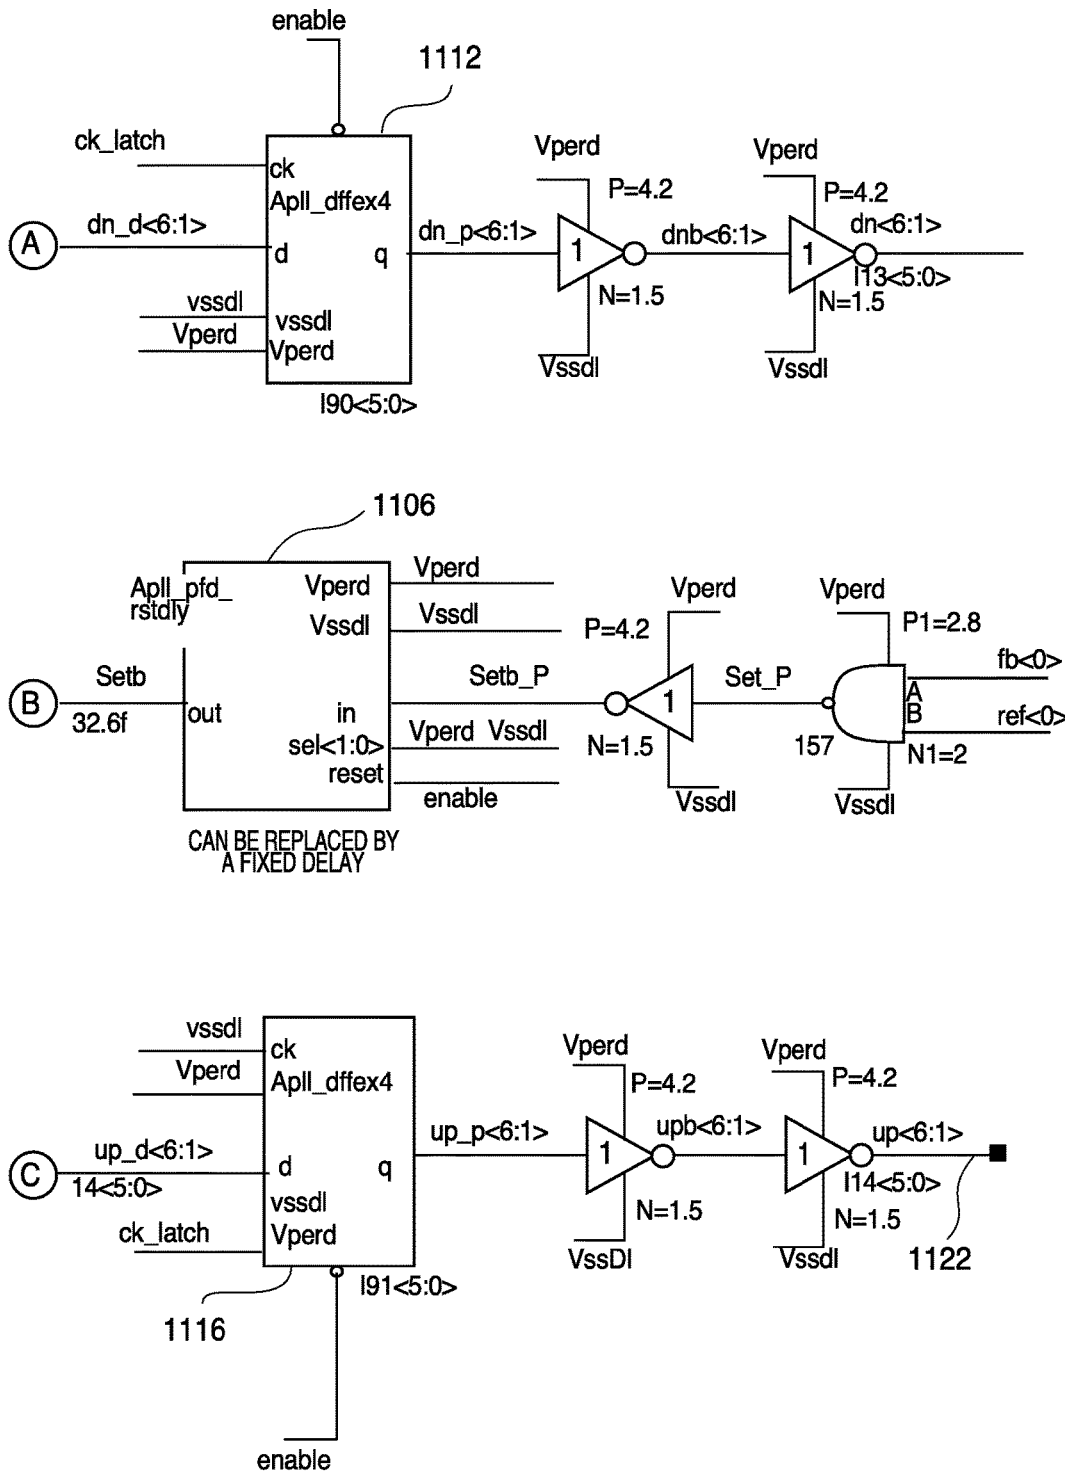 enable
1112
ck_latch
ck
Vperd
Vperd
P=4.2
P=4.2
Apll_dffex4
A
dn_d<6:1>
d
q
dn_p<6:1>
1
dnb<6:1>
1
dn<6:1>
I13<5:0>
N=1.5
N=1.5
vssdl
vssdl
Vperd
Vperd
Vssdl
Vssdl
I90<5:0>
1106
Apll_pfd_
rstdly
Vperd
Vperd
Vssdl
Vssdl
Vperd
Vperd
P=4.2
P1=2.8
B
Setb
32.6f
out
in
Setb_P
1
Set_P
A
B
fb<0>
ref<0>
sel<1:0>
Vperd Vssdl
N=1.5
157
N1=2
reset
enable
Vssdl
Vssdl
CAN BE REPLACED BY
A FIXED DELAY
vssdl
ck
Vperd
Apll_dffex4
Vperd
Vperd
P=4.2
P=4.2
C
up_d<6:1>
14<5:0>
d
q
up_p<6:1>
1
upb<6:1>
1
up<6:1>
I14<5:0>
vssdl
ck_latch
Vperd
N=1.5
N=1.5
VssDl
Vssdl
1122
I91<5:0>
1116
enable